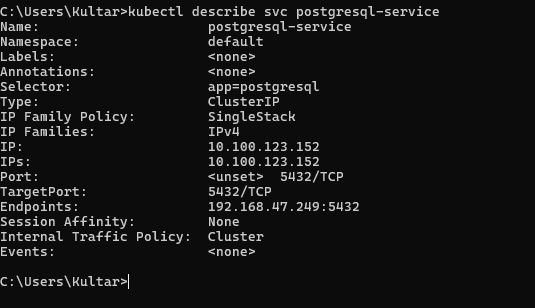 C:\Users\Kultar>kubectl describe svc postgresql-service
Name:                     postgresql-service
Namespace:                default
Labels:                   <none>
Annotations:              <none>
Selector:                 app=postgresql
Type:                     ClusterIP
IP Family Policy:         SingleStack
IP Families:              IPv4
IP:                       10.100.123.152
IPs:                      10.100.123.152
Port:                     <unset>  5432/TCP
TargetPort:               5432/TCP
Endpoints:                192.168.47.249:5432
Session Affinity:         None
Internal Traffic Policy:  Cluster
Events:                   <none>
C:\Users\Kultar>